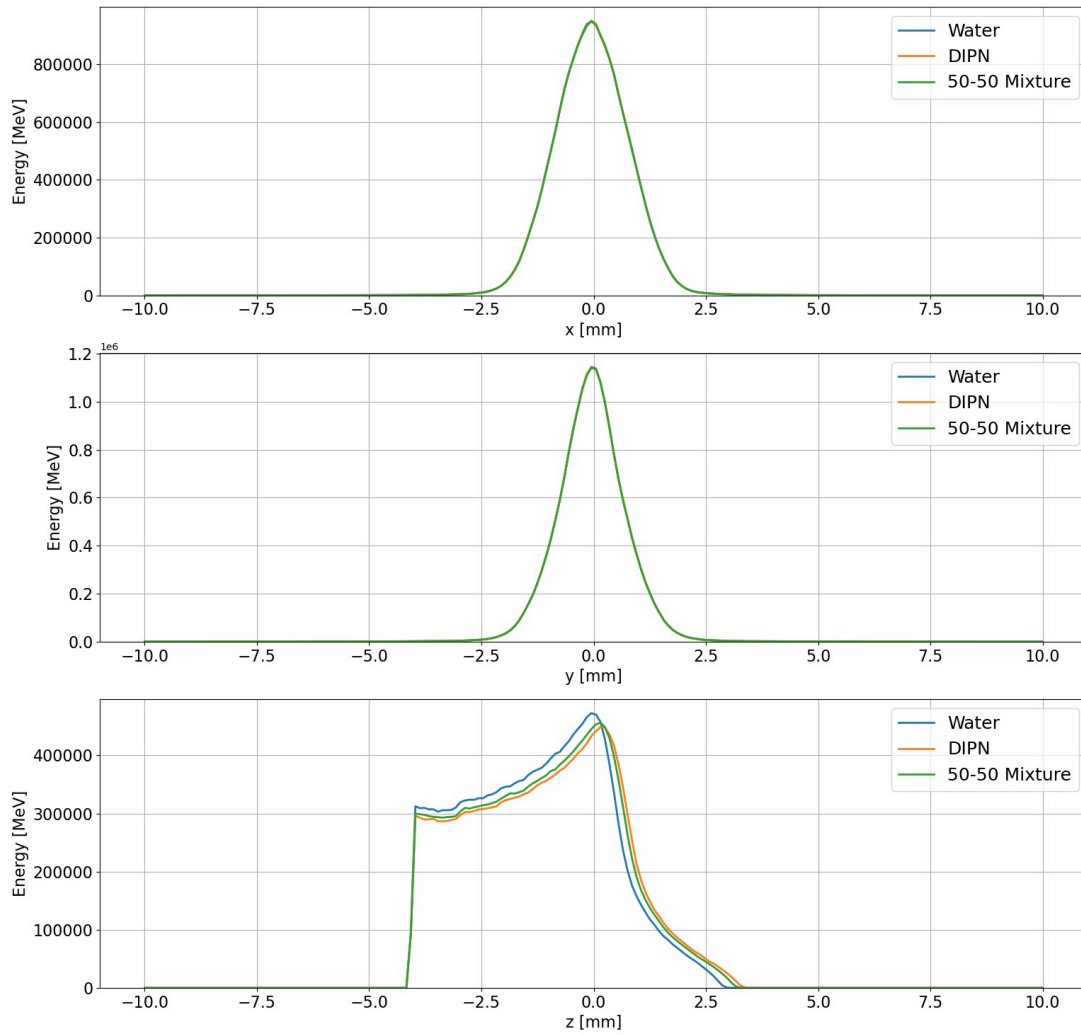 Energy [MeV]
800000
600000
400000
200000
0
Water
DIPN
50-50 Mixture
−10.0 −7.5 −5.0 −2.5 0.0 2.5 5.0 7.5 10.0
x [mm]
1e6
Energy [MeV]
1.2
1.0
0.8
0.6
0.4
0.2
0.0
Water
DIPN
50-50 Mixture
−10.0 −7.5 −5.0 −2.5 0.0 2.5 5.0 7.5 10.0
y [mm]
Energy [MeV]
400000
300000
200000
100000
0
Water
DIPN
50-50 Mixture
−10.0 −7.5 −5.0 −2.5 0.0 2.5 5.0 7.5 10.0
z [mm]